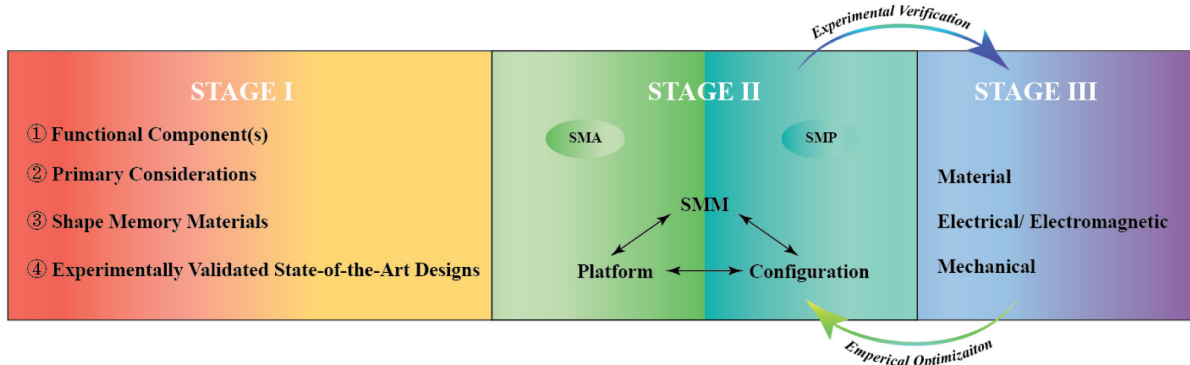 Experimental Verification
STAGE I
① Functional Component(s)
② Primary Considerations
③ Shape Memory Materials
④ Experimentally Validated State-of-the-Art Designs
STAGE II
SMA
SMP
SMM
Platform
Configuration
STAGE III
Material
Electrical/ Electromagnetic
Mechanical
Emperical Optimizaiton